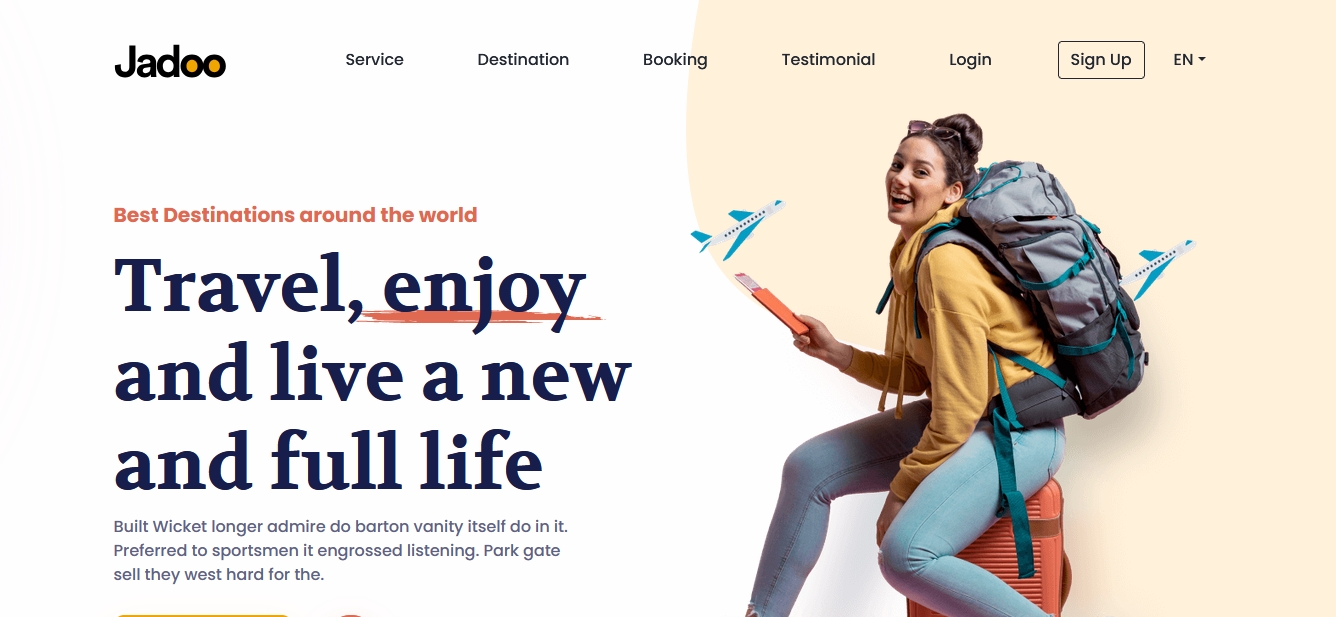 Jadoo
Service
Destination
Booking
Testimonial
Login
Sign Up
EN
Best Destinations around the world
Travel, enjoy
and live a new
and full life
Built Wicket longer admire do barton vanity itself do in it.
Preferred to sportsmen it engrossed listening. Park gate
sell they west hard for the.